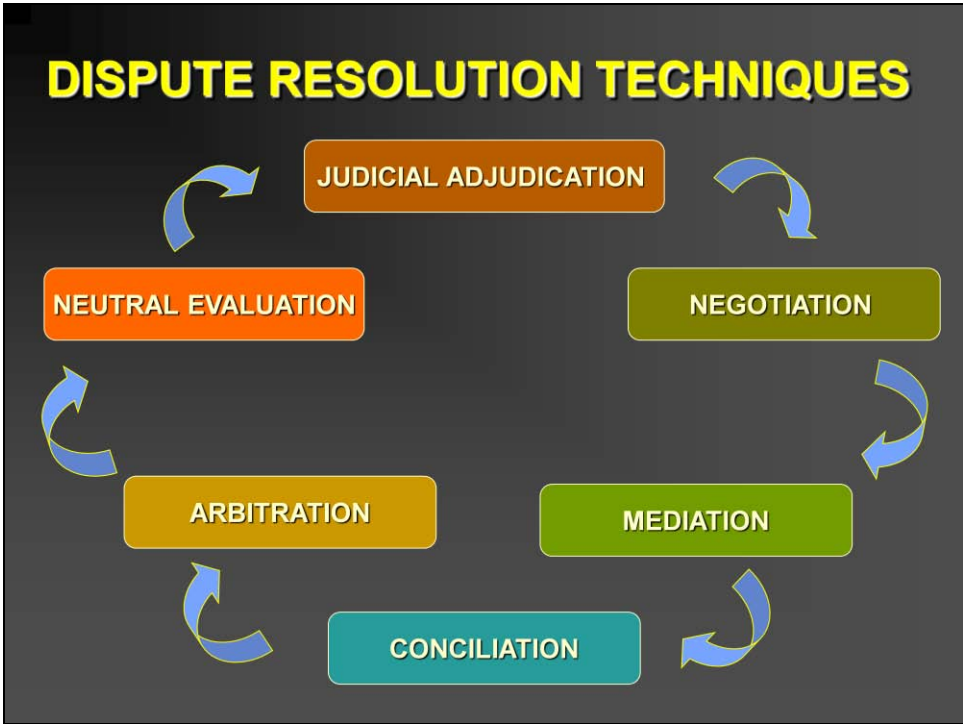 DISPUTE RESOLUTION TECHNIQUES
JUDICIAL ADJUDICATION
NEGOTIATION
MEDIATION
CONCILIATION
ARBITRATION
NEUTRAL EVALUATION